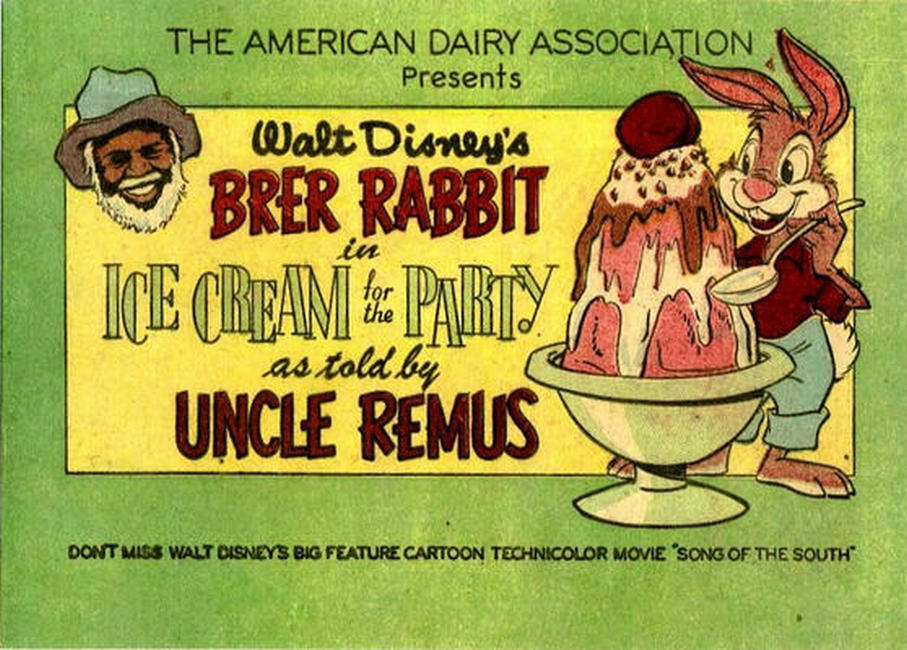 THE AMERICAN DAIRY ASSOCIATION
Presents
Walt Disney's
BRER RABBIT
in
ICE CREAM for the PARTY
as told by
UNCLE REMUS
DON'T MISS WALT DISNEY'S BIG FEATURE CARTOON TECHNICOLOR MOVIE "SONG OF THE SOUTH"